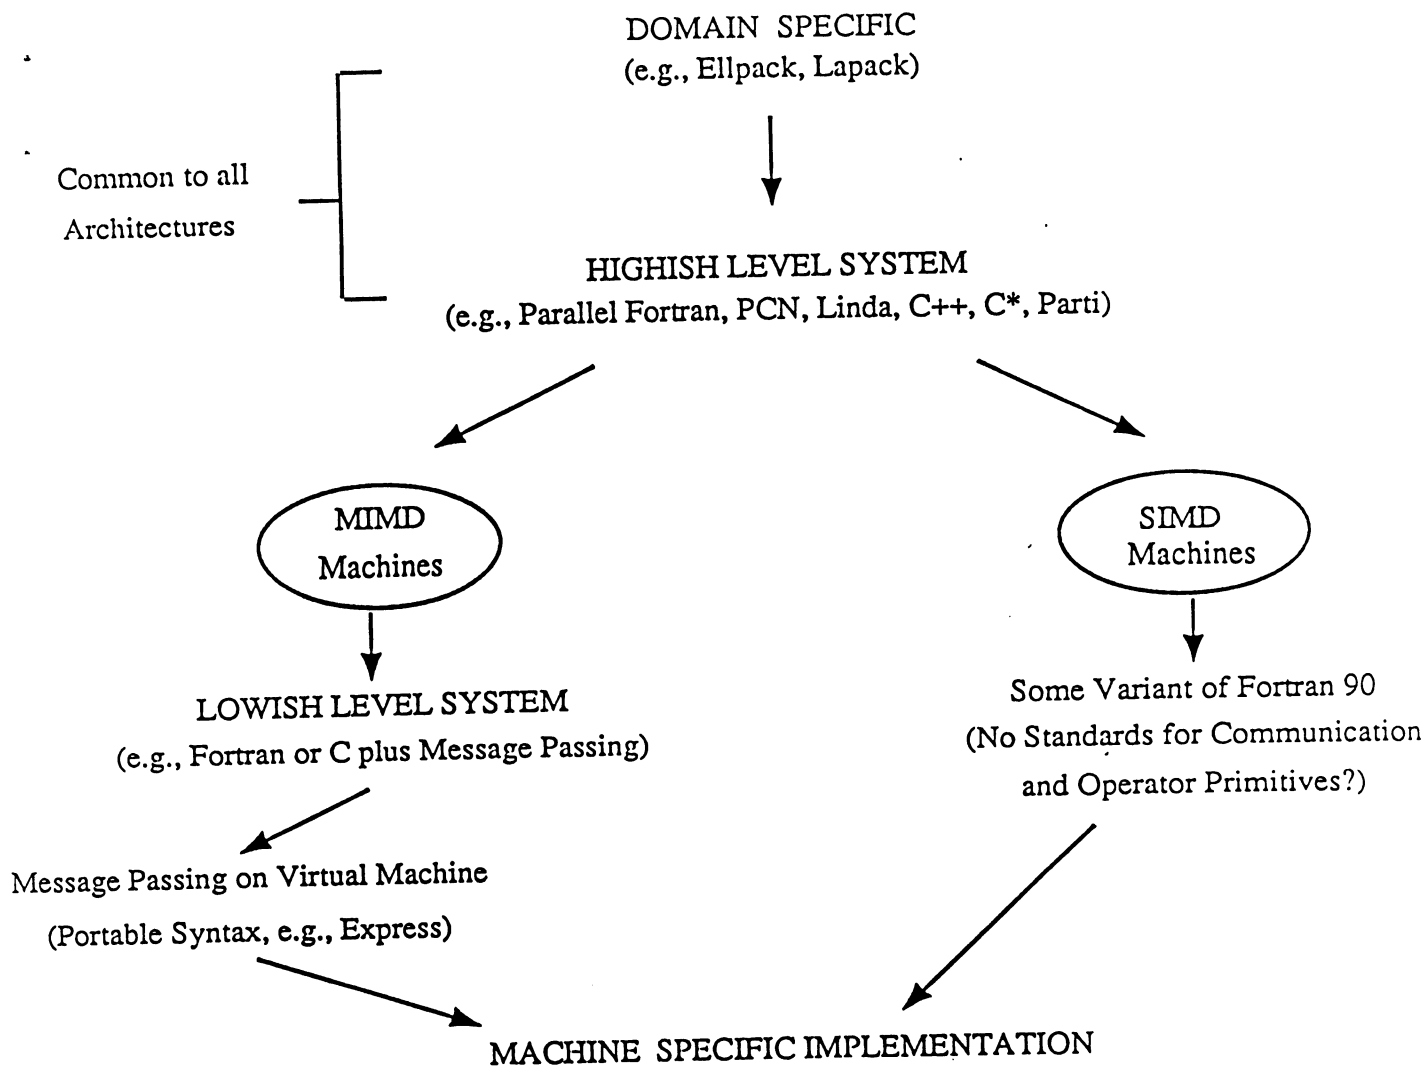 DOMAIN SPECIFIC
(e.g., Ellpack, Lapack)
Common to all
Architectures
HIGHISH LEVEL SYSTEM
(e.g., Parallel Fortran, PCN, Linda, C++, C*, Parti)
MIMD
Machines
SIMD
Machines
LOWISH LEVEL SYSTEM
(e.g., Fortran or C plus Message Passing)
Some Variant of Fortran 90
(No Standards for Communication
and Operator Primitives?)
Message Passing on Virtual Machine
(Portable Syntax, e.g., Express)
MACHINE SPECIFIC IMPLEMENTATION